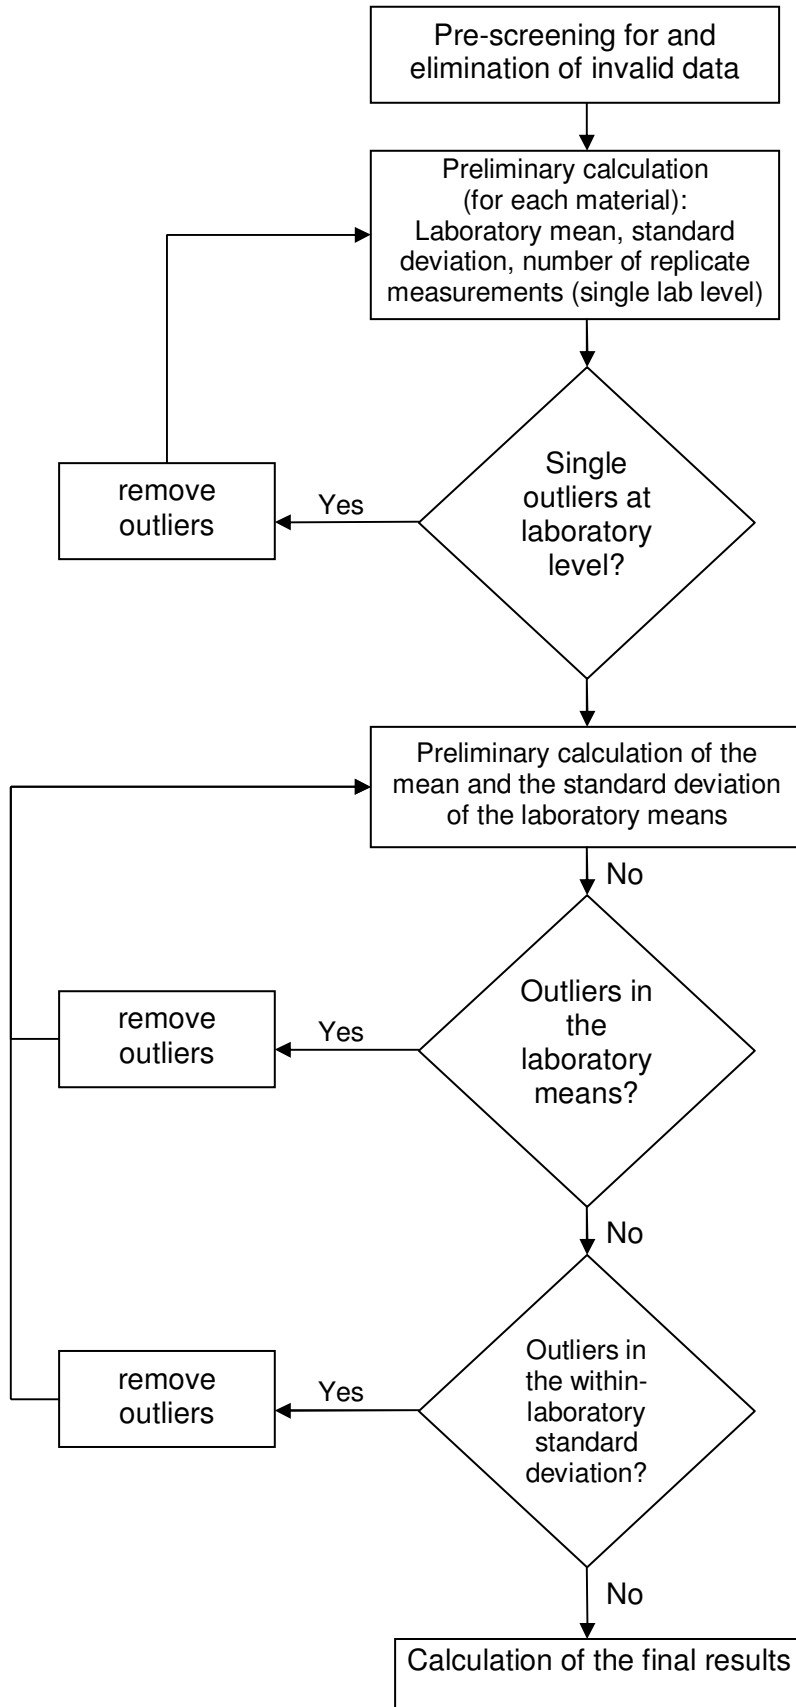 Pre-screening for and
elimination of invalid data
Preliminary calculation
(for each material):
Laboratory mean, standard
deviation, number of replicate
measurements (single lab level)
Single
outliers at
laboratory
level?
Yes
remove
outliers
Preliminary calculation of the
mean and the standard deviation
of the laboratory means
No
Outliers in
the
laboratory
means?
Yes
remove
outliers
No
Outliers in
the within-
laboratory
standard
deviation?
Yes
remove
outliers
No
Calculation of the final results